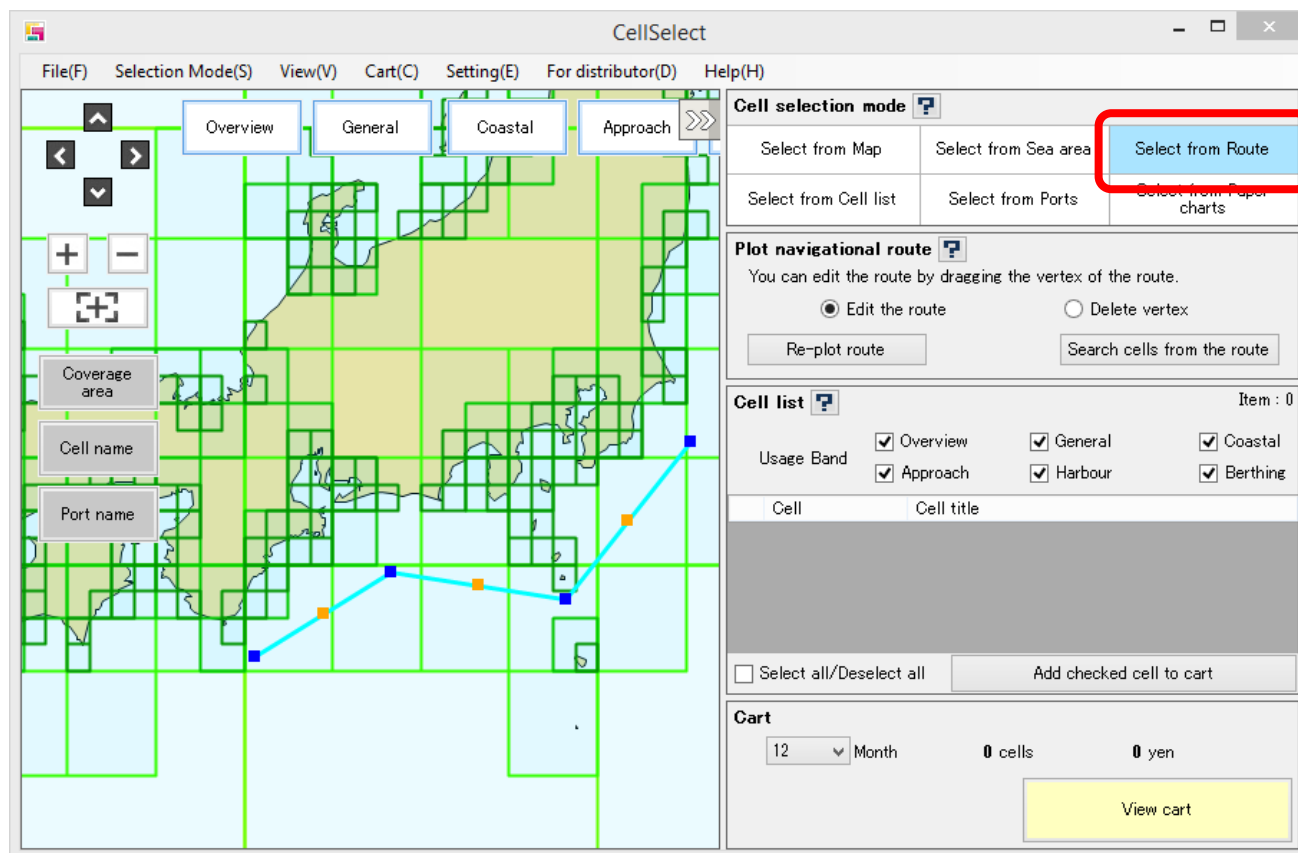 CellSelect
File(F) Selection Mode(S) View(V) Cart(C) Setting(E) For distributor(D) Help(H)
Overview General Coastal Approach
Coverage
area
Cell name
Port name
Cell selection mode ?
Select from Map Select from Sea area Select from Route
Select from Cell list Select from Ports Select from Paper
charts
Plot navigational route ?
You can edit the route by dragging the vertex of the route.
Edit the route Delete vertex
Re-plot route Search cells from the route
Cell list ? Item : 0
Usage Band
Overview General Coastal
Approach Harbour Berthing
Cell Cell title
Select all/Deselect all Add checked cell to cart
Cart
12 Month 0 cells 0 yen
View cart